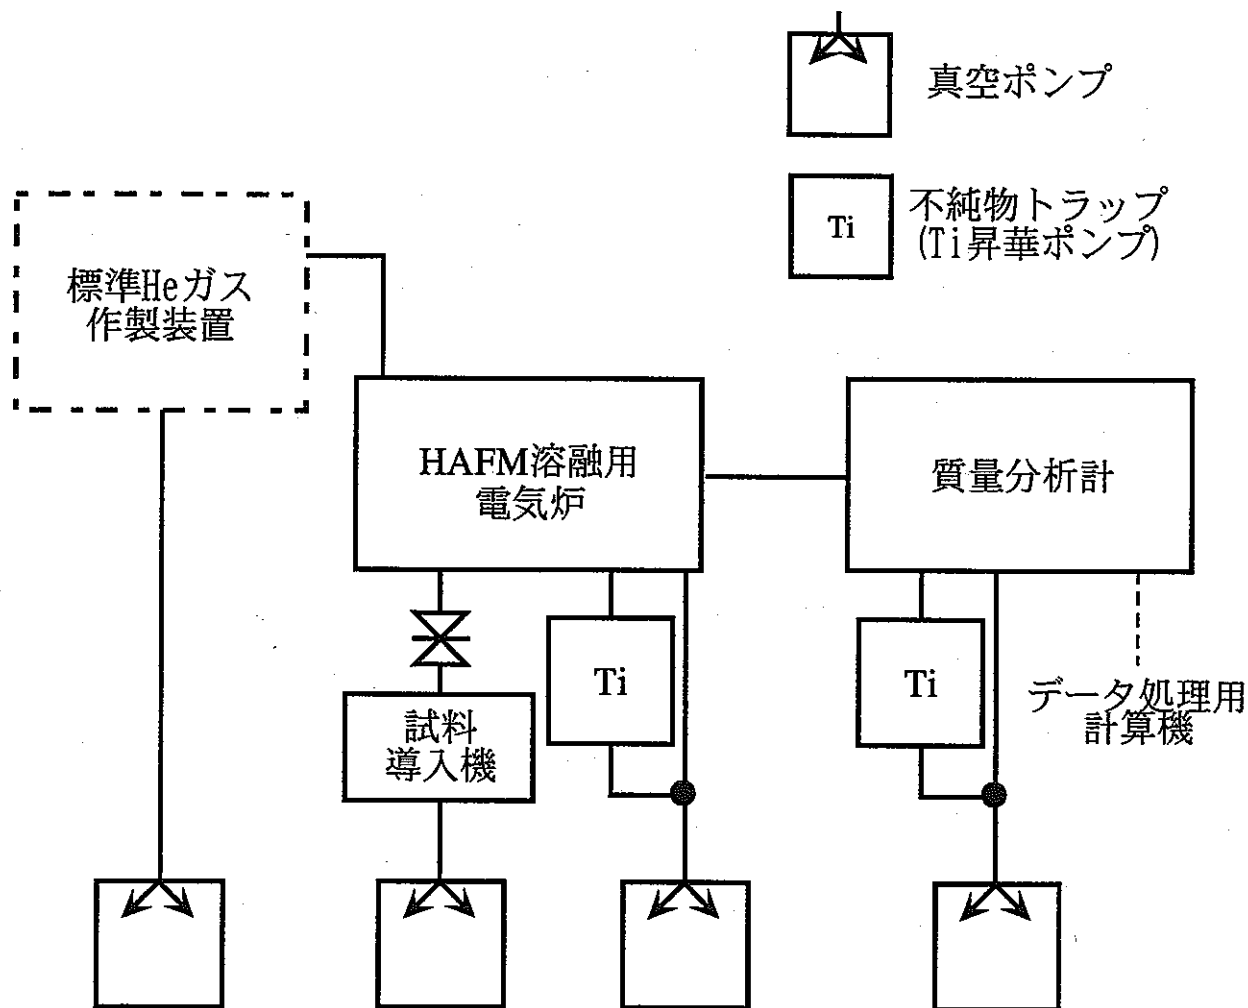 真空ポンプ
Ti
不純物トラップ
(Ti昇華ポンプ)
標準Heガス
作製装置
HAFM溶融用
電気炉
質量分析計
Ti
Ti
試料
導入機
データ処理用
計算機